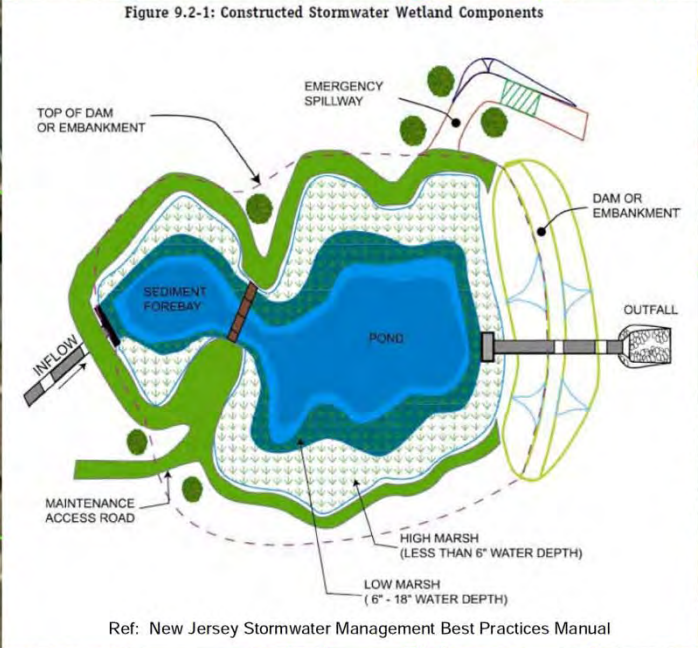 Figure 9.2-1: Constructed Stormwater Wetland Components
EMERGENCY
SPILLWAY
TOP OF DAM
OR EMBANKMENT
DAM OR
EMBANKMENT
SEDIMENT
FOREBAY
OUTFALL
POND
INFLOW
MAINTENANCE
ACCESS ROAD
HIGH MARSH
(LESS THAN 6" WATER DEPTH)
LOW MARSH
( 6" - 18" WATER DEPTH)
Ref: New Jersey Stormwater Management Best Practices Manual